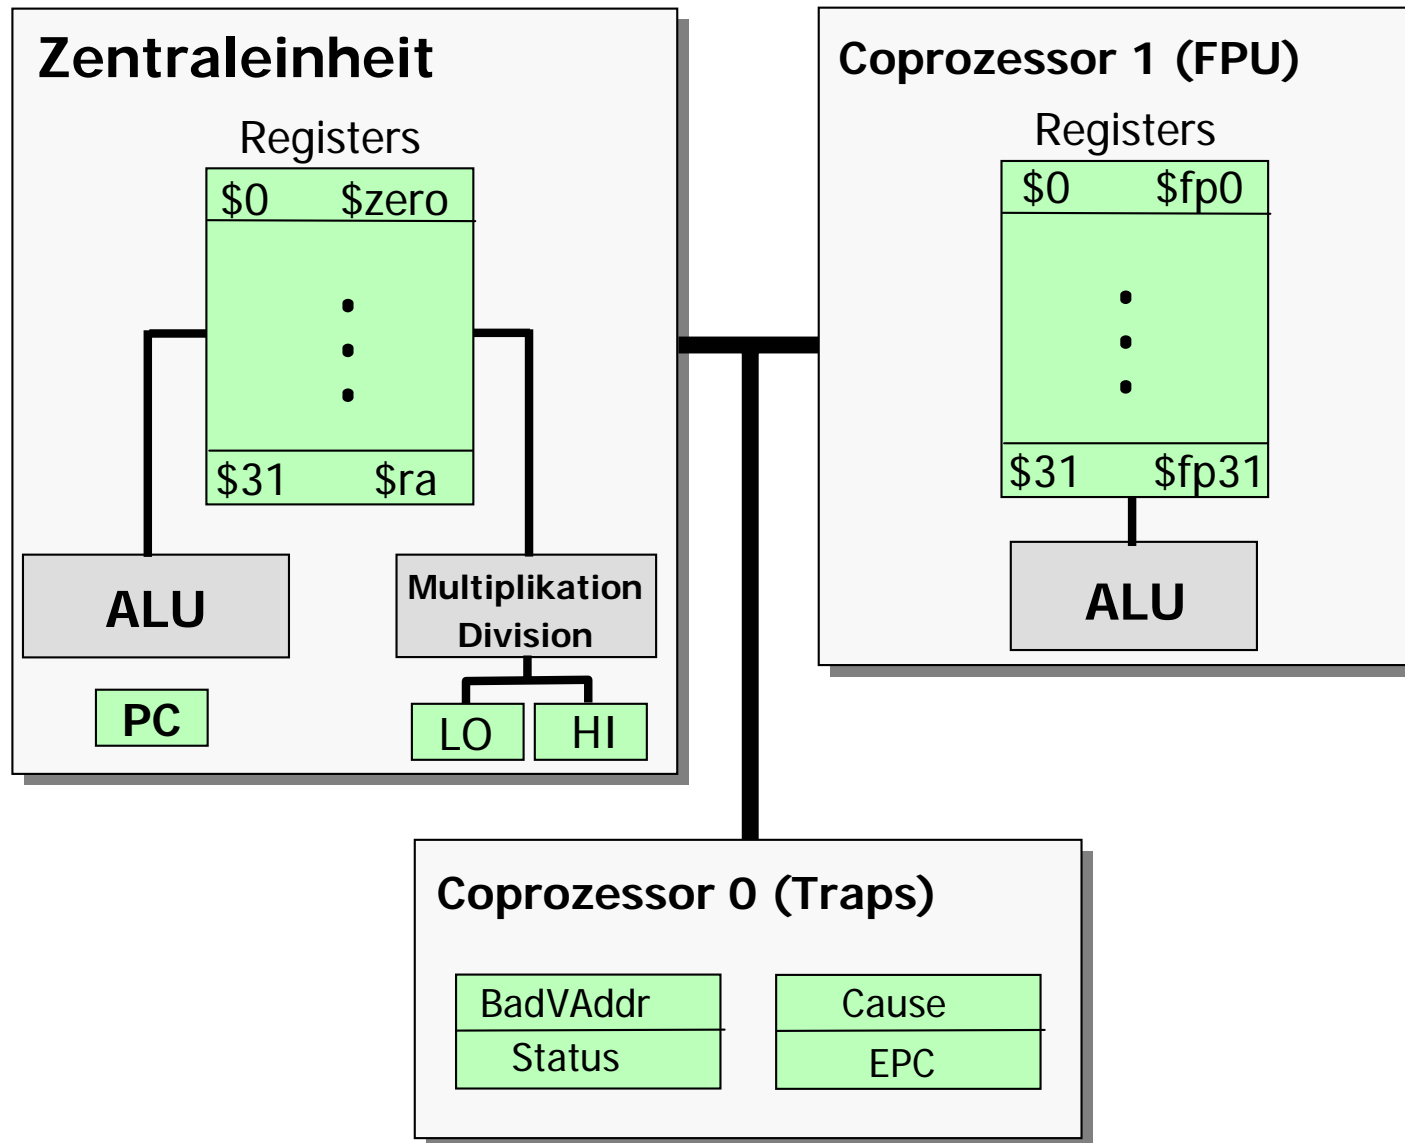 Zentraleinheit
Registers
$0 $zero
$31 $ra
ALU
Multiplikation
Division
PC
LO
HI
Coprozessor 1 (FPU)
Registers
$0 $fp0
$31 $fp31
ALU
Coprozessor 0 (Traps)
BadVAddr
Status
Cause
EPC